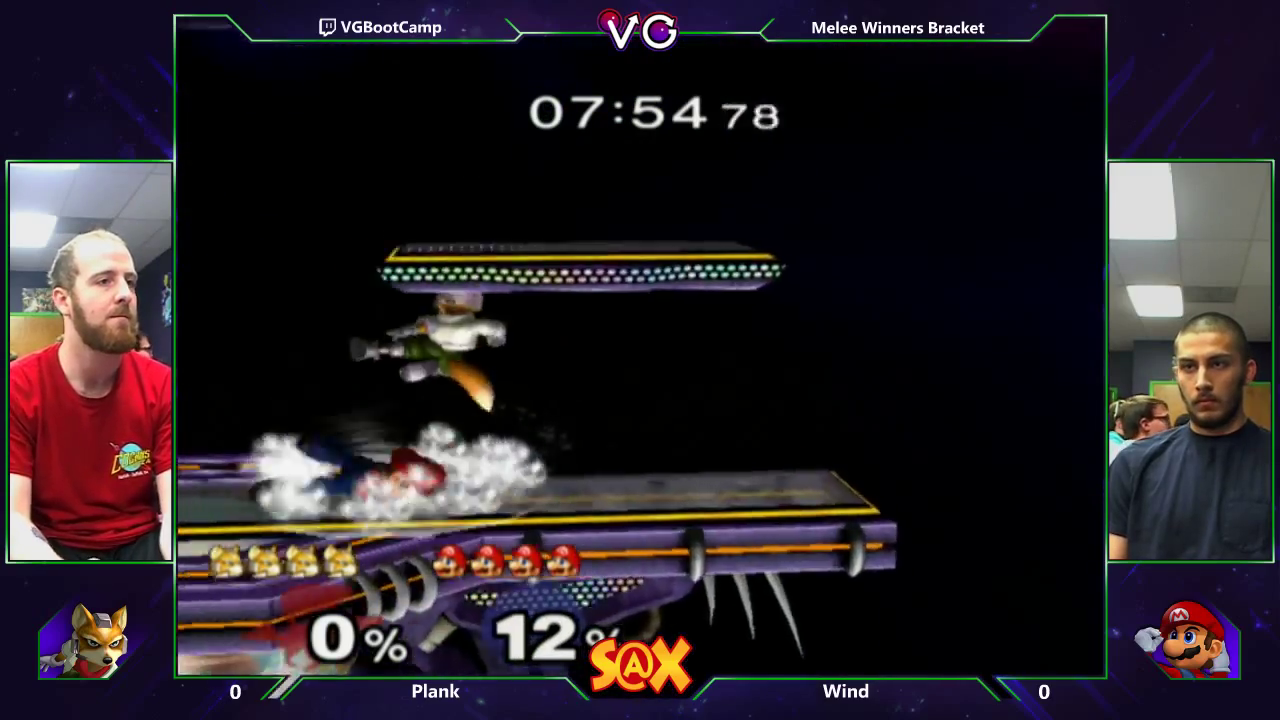 VGBootCamp
VG
Melee Winners Bracket
07:54 78
0%
12%
S@X
0
Plank
Wind
0